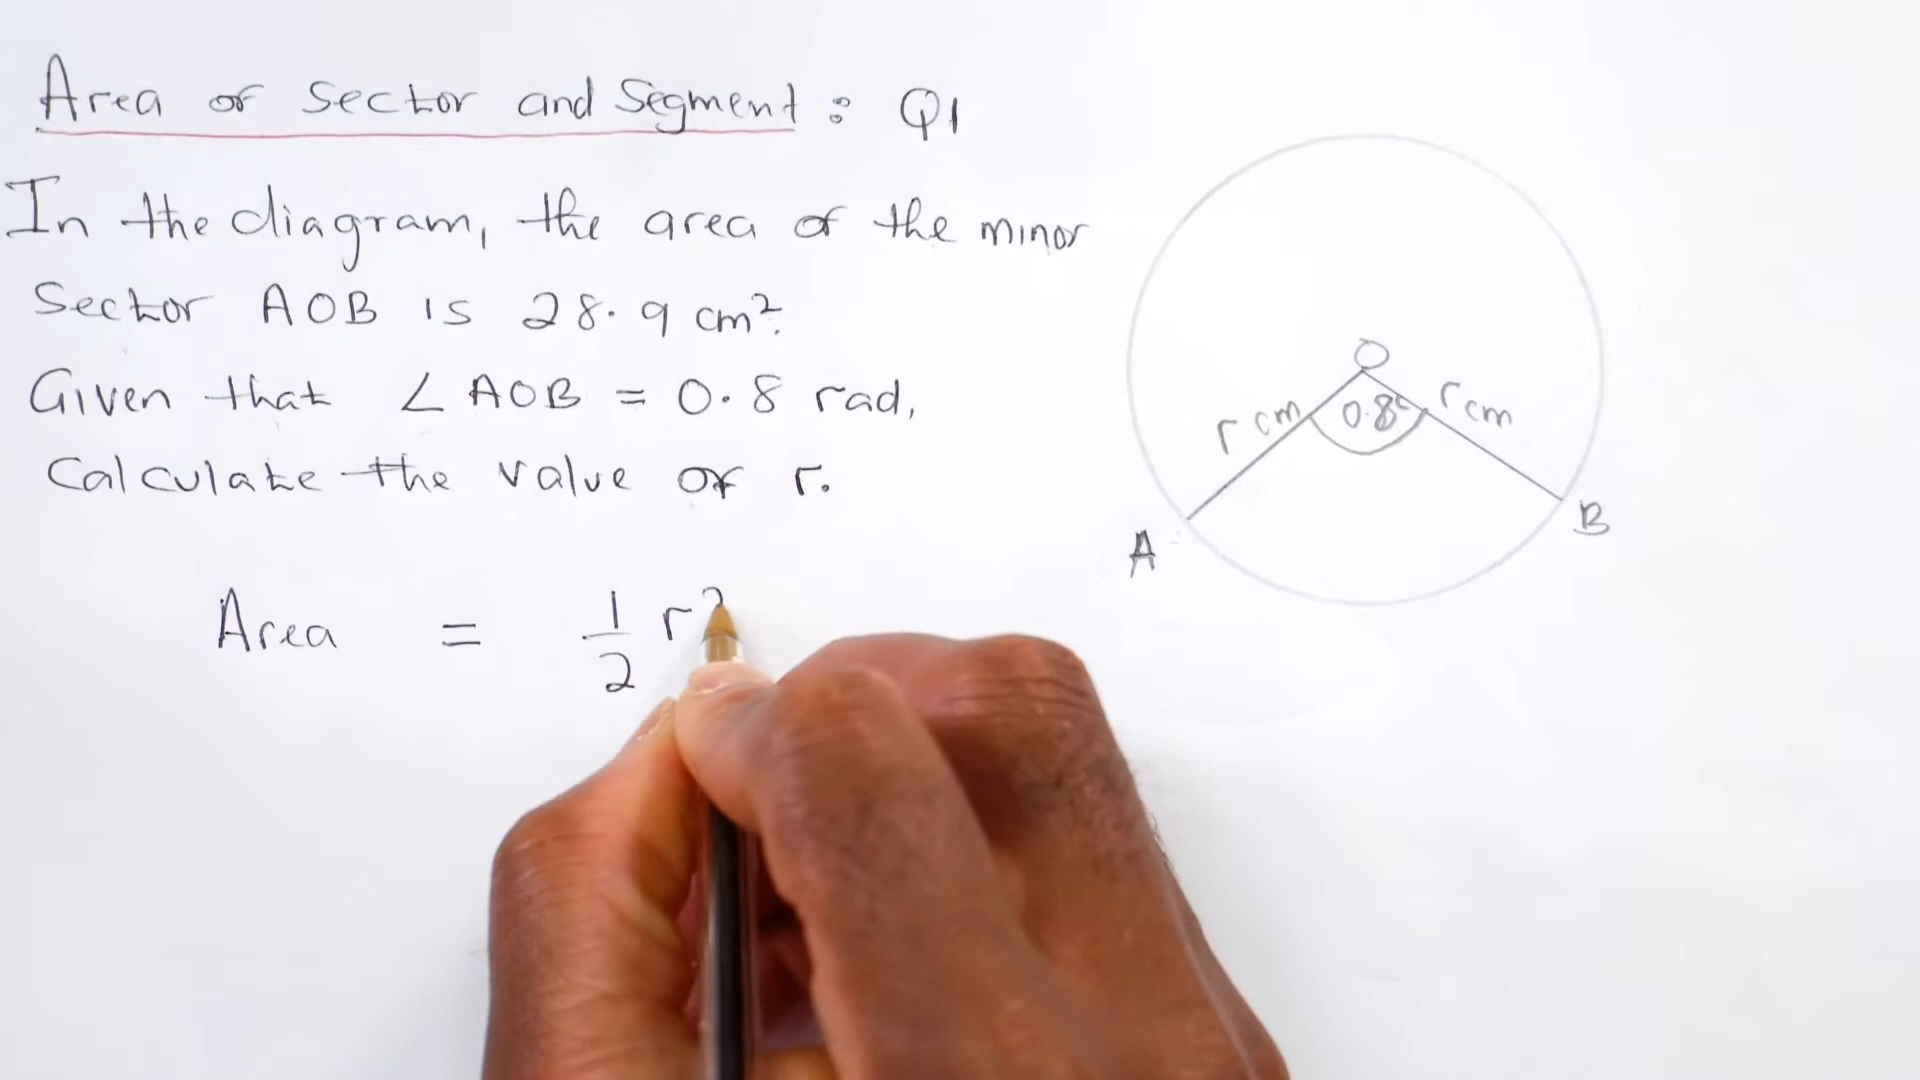 Area of Sector and Segment: Q1
In the diagram, the area of the minor
Sector AOB is 28.9 cm².
Given that ∠AOB = 0.8 rad,
Calculate the value of r.
O
r cm
0.8ᶜ
r cm
A
B
Area = 1/2 r²